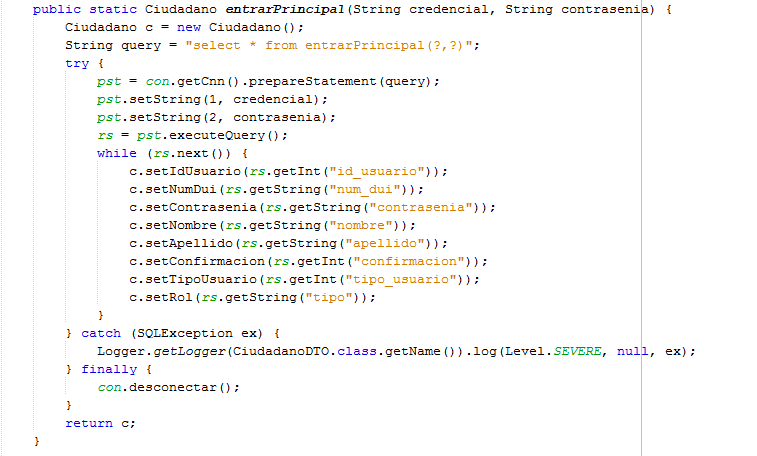 public static Ciudadano entrarPrincipal(String credencial, String contrasenia) {
Ciudadano c = new Ciudadano();
String query = "select * from entrarPrincipal(?,?)";
try {
pst = con.getCnn().prepareStatement(query);
pst.setString(1, credencial);
pst.setString(2, contrasenia);
rs = pst.executeQuery();
while (rs.next()) {
c.setIdUsuario(rs.getInt("id_usuario"));
c.setNumDui(rs.getString("num_dui"));
c.setContrasenia(rs.getString("contrasenia"));
c.setNombre(rs.getString("nombre"));
c.setApellido(rs.getString("apellido"));
c.setConfirmacion(rs.getInt("confirmacion"));
c.setTipoUsuario(rs.getInt("tipo_usuario"));
c.setRol(rs.getString("tipo"));
}
} catch (SQLException ex) {
Logger.getLogger(CiudadanoDTO.class.getName()).log(Level.SEVERE, null, ex);
} finally {
con.desconectar();
}
return c;
}